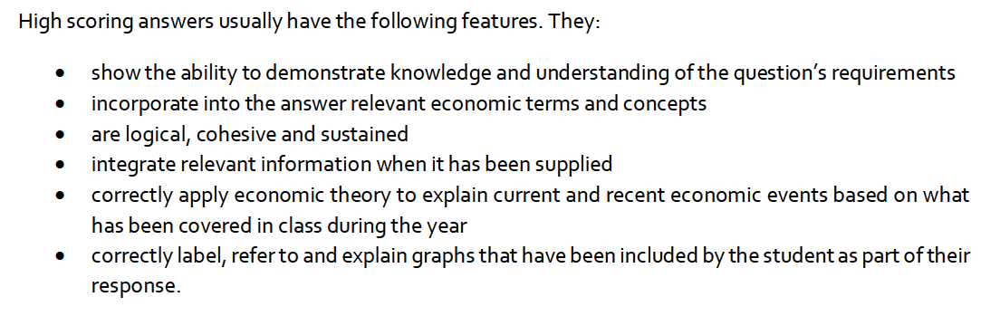 High scoring answers usually have the following features. They:
• show the ability to demonstrate knowledge and understanding of the question's requirements
• incorporate into the answer relevant economic terms and concepts
• are logical, cohesive and sustained
• integrate relevant information when it has been supplied
• correctly apply economic theory to explain current and recent economic events based on what
has been covered in class during the year
• correctly label, refer to and explain graphs that have been included by the student as part of their
response.